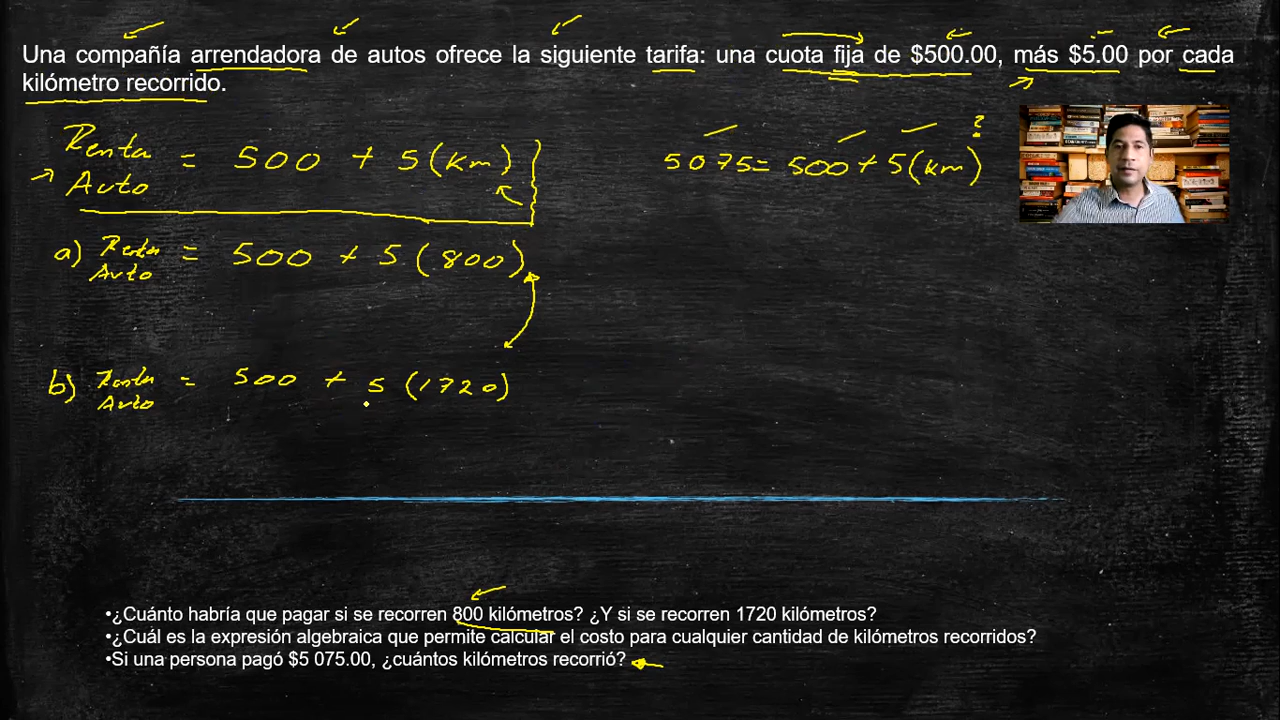 Una compañía arrendadora de autos ofrece la siguiente tarifa: una cuota fija de $500.00, más $5.00 por cada
kilómetro recorrido.
Renta Auto = 500 + 5(km)
5075 = 500 + 5(km) ?
a) Renta Auto = 500 + 5(800)
b) Renta Auto = 500 + 5(1720)
•¿Cuánto habría que pagar si se recorren 800 kilómetros? ¿Y si se recorren 1720 kilómetros?
•¿Cuál es la expresión algebraica que permite calcular el costo para cualquier cantidad de kilómetros recorridos?
•Si una persona pagó $5 075.00, ¿cuántos kilómetros recorrió?